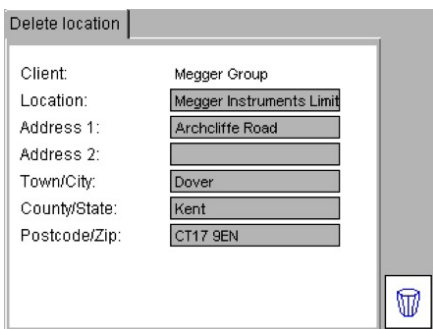 Delete location
Client: Megger Group
Location: Megger Instruments Limit
Address 1: Archcliffe Road
Address 2:
Town/City: Dover
County/State: Kent
Postcode/Zip: CT17 9EN